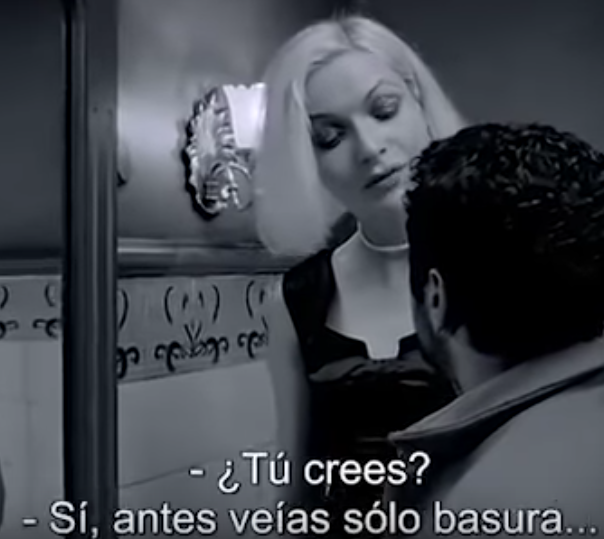 - ¿Tú crees?
- Sí, antes veías sólo basura...